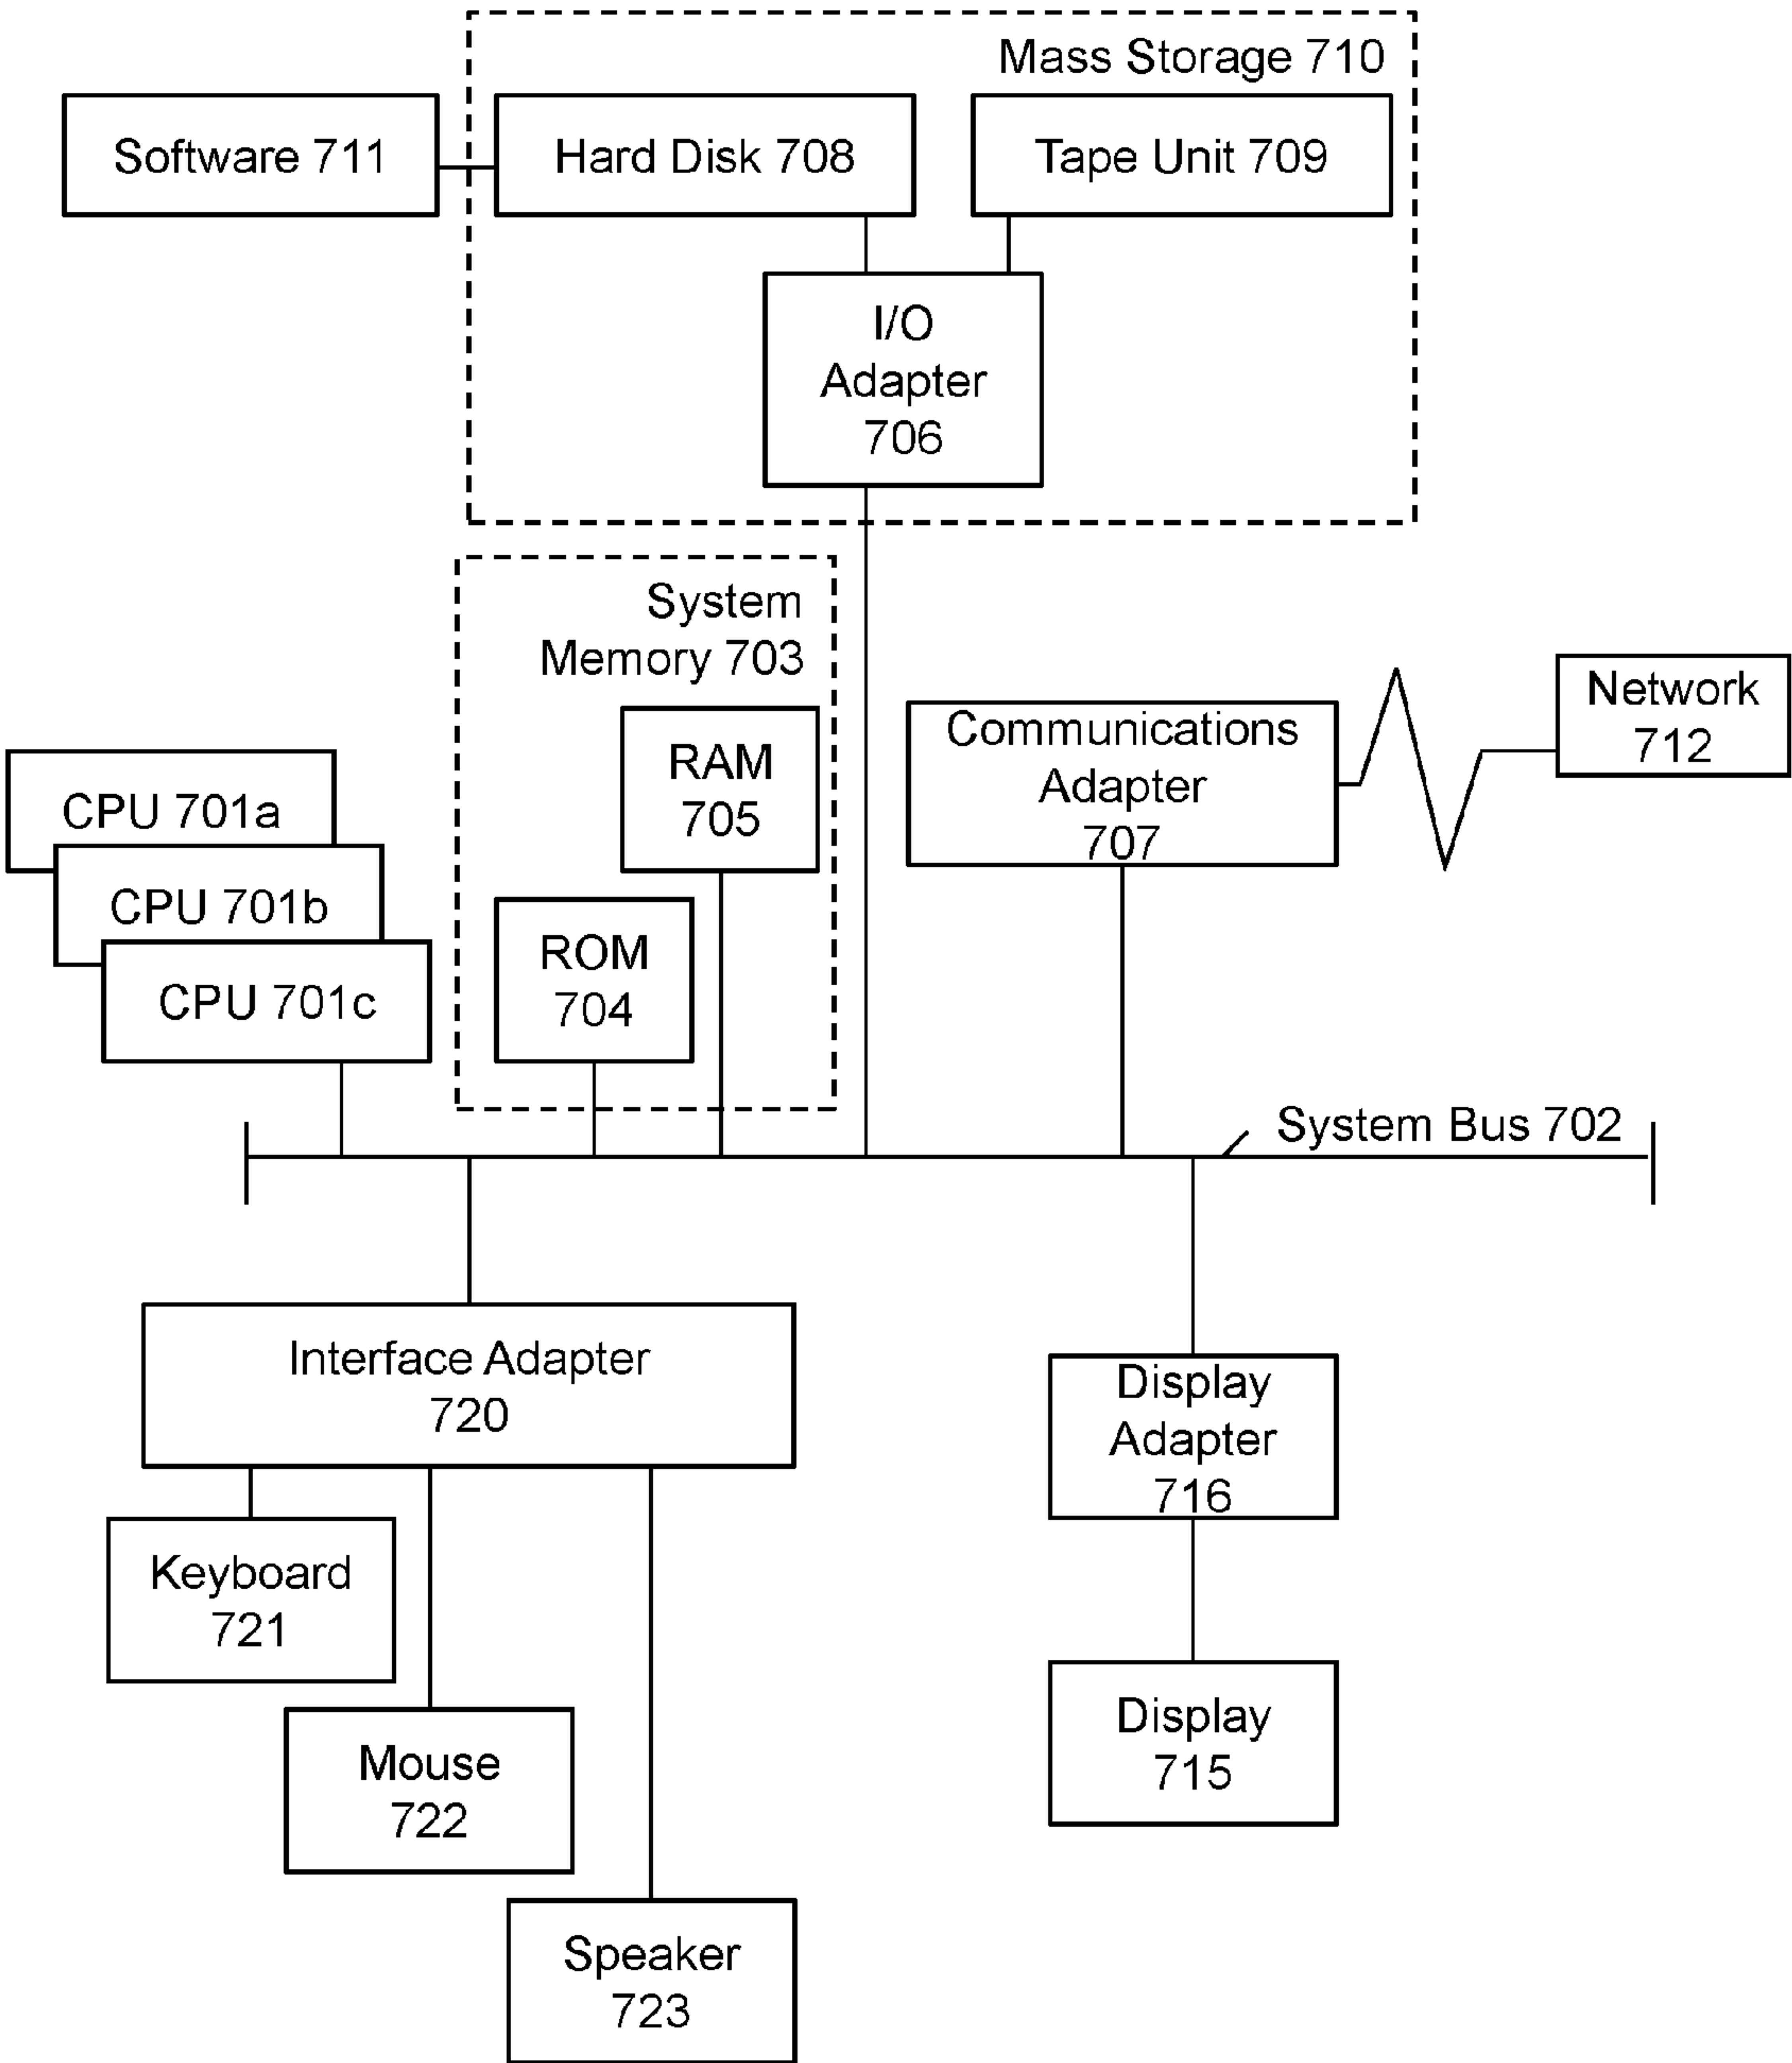 Mass Storage 710
Software 711
Hard Disk 708
Tape Unit 709
I/O
Adapter
706
System
Memory 703
RAM
705
ROM
704
Communications
Adapter
707
Network
712
CPU 701a
CPU 701b
CPU 701c
System Bus 702
Interface Adapter
720
Keyboard
721
Mouse
722
Speaker
723
Display
Adapter
716
Display
715